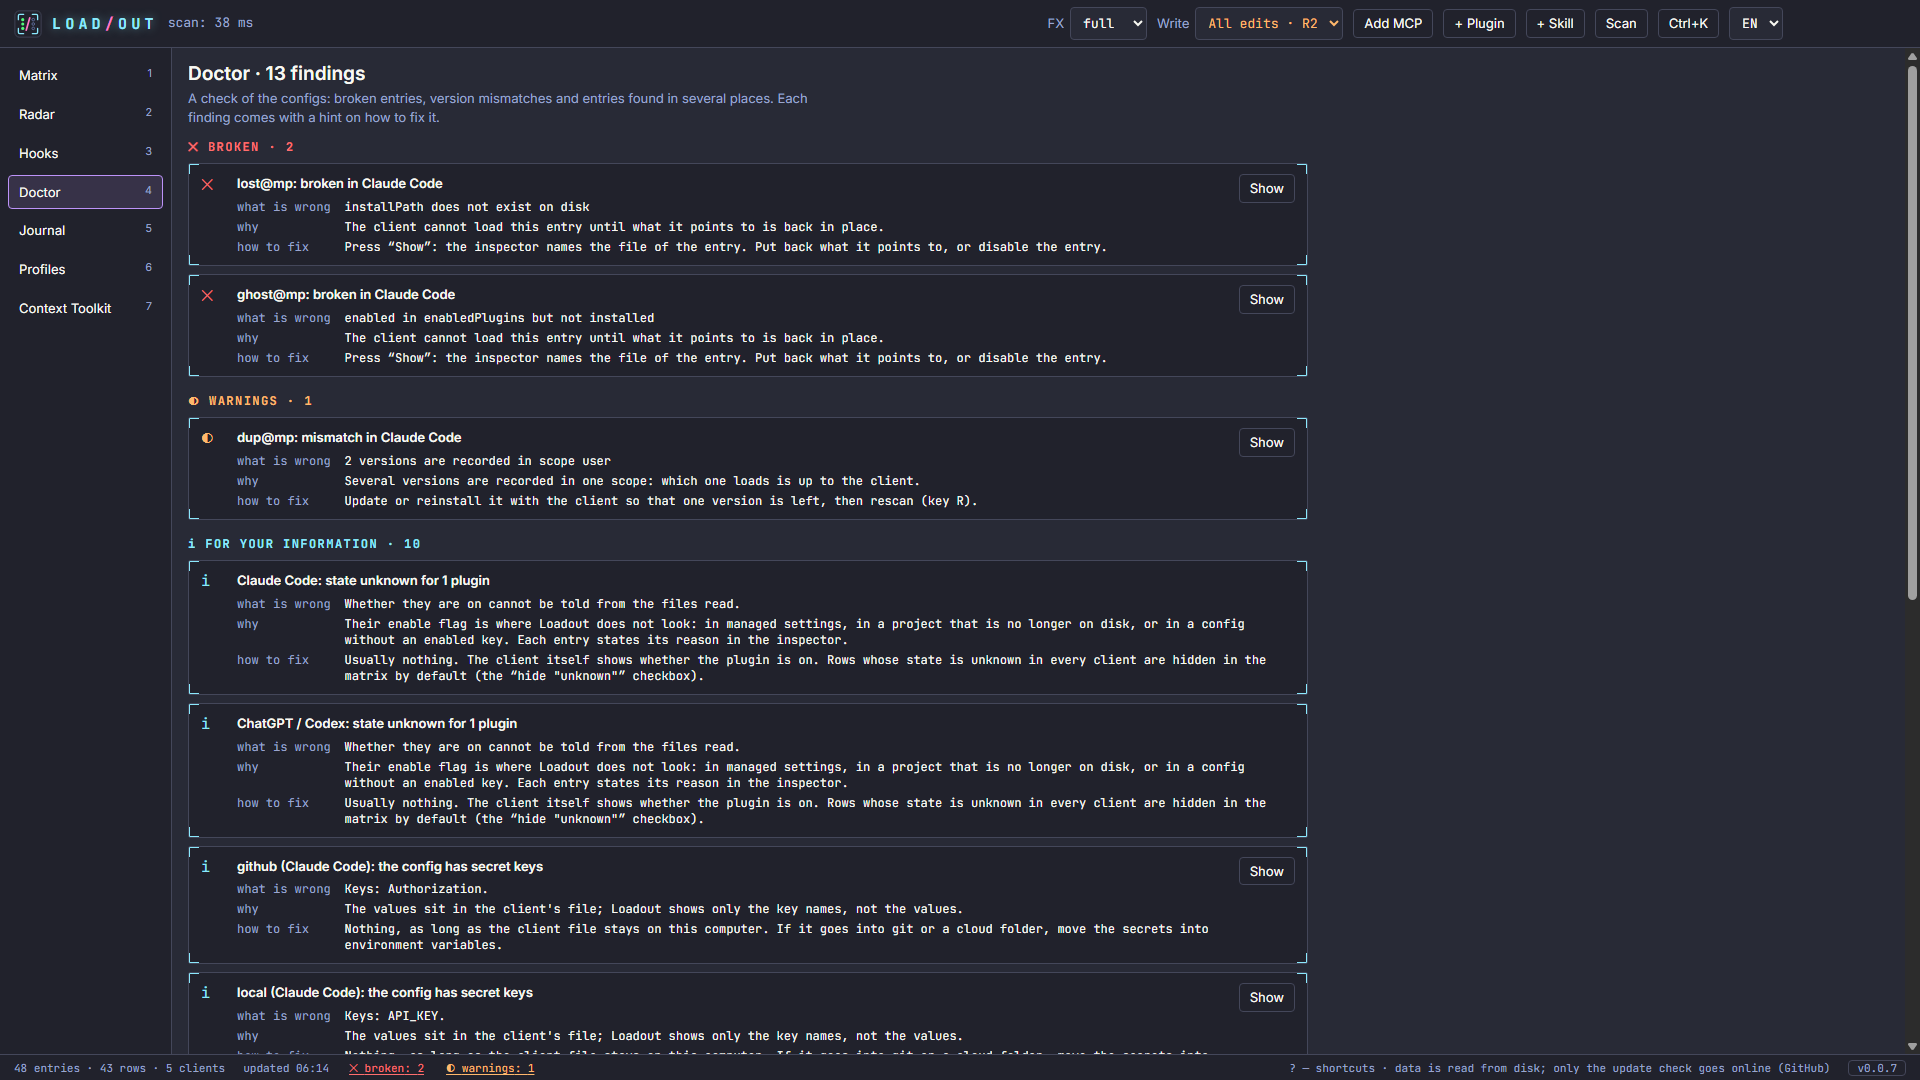 LOAD/OUT scan: 38 ms FX full Write All edits · R2 Add MCP + Plugin + Skill Scan Ctrl+K EN
Matrix 1
Radar 2
Hooks 3
Doctor 4
Journal 5
Profiles 6
Context Toolkit 7
Doctor · 13 findings
A check of the configs: broken entries, version mismatches and entries found in several places. Each
finding comes with a hint on how to fix it.
BROKEN · 2
lost@mp: broken in Claude Code Show
what is wrong installPath does not exist on disk
why The client cannot load this entry until what it points to is back in place.
how to fix Press “Show”: the inspector names the file of the entry. Put back what it points to, or disable the entry.
ghost@mp: broken in Claude Code Show
what is wrong enabled in enabledPlugins but not installed
why The client cannot load this entry until what it points to is back in place.
how to fix Press “Show”: the inspector names the file of the entry. Put back what it points to, or disable the entry.
WARNINGS · 1
dup@mp: mismatch in Claude Code Show
what is wrong 2 versions are recorded in scope user
why Several versions are recorded in one scope: which one loads is up to the client.
how to fix Update or reinstall it with the client so that one version is left, then rescan (key R).
i FOR YOUR INFORMATION · 10
i Claude Code: state unknown for 1 plugin
what is wrong Whether they are on cannot be told from the files read.
why Their enable flag is where Loadout does not look: in managed settings, in a project that is no longer on disk, or in a config
without an enabled key. Each entry states its reason in the inspector.
how to fix Usually nothing. The client itself shows whether the plugin is on. Rows whose state is unknown in every client are hidden in the
matrix by default (the “hide "unknown"” checkbox).
i ChatGPT / Codex: state unknown for 1 plugin
what is wrong Whether they are on cannot be told from the files read.
why Their enable flag is where Loadout does not look: in managed settings, in a project that is no longer on disk, or in a config
without an enabled key. Each entry states its reason in the inspector.
how to fix Usually nothing. The client itself shows whether the plugin is on. Rows whose state is unknown in every client are hidden in the
matrix by default (the “hide "unknown"” checkbox).
i github (Claude Code): the config has secret keys Show
what is wrong Keys: Authorization.
why The values sit in the client's file; Loadout shows only the key names, not the values.
how to fix Nothing, as long as the client file stays on this computer. If it goes into git or a cloud folder, move the secrets into
environment variables.
i local (Claude Code): the config has secret keys Show
what is wrong Keys: API_KEY.
why The values sit in the client's file; Loadout shows only the key names, not the values.
how to fix Nothing, as long as the client file stays on this computer. If it goes into git or a cloud folder, move the secrets into
48 entries · 43 rows · 5 clients updated 06:14 broken: 2 warnings: 1 ? — shortcuts · data is read from disk; only the update check goes online (GitHub) v0.0.7